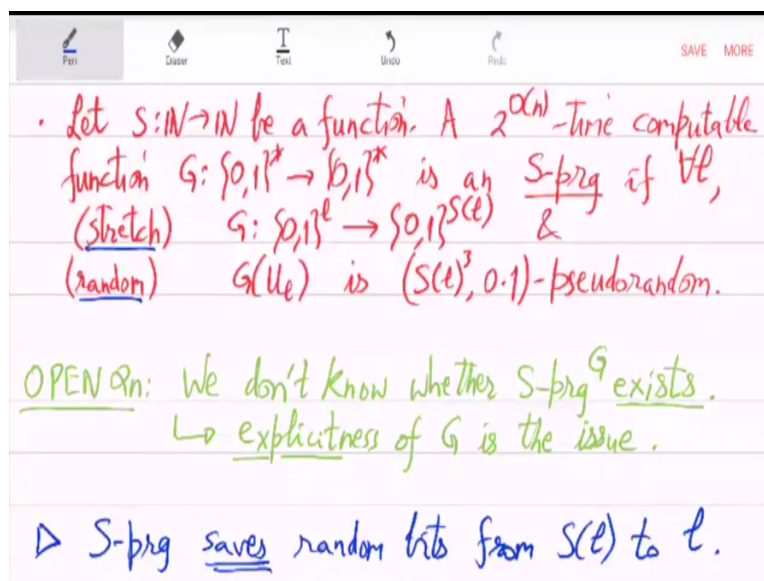 Pen Eraser Text Undo Redo SAVE MORE
· Let S:ℕ→ℕ be a function. A 2^{O(n)}-time computable
function G: {0,1}* → {0,1}* is an S-prg if ∀ℓ,
(stretch) G: {0,1}^ℓ → {0,1}^{S(ℓ)} &
(random) G(U_ℓ) is (S(ℓ)³, 0.1)-pseudorandom.
OPEN Qn: We don't know whether S-prg G exists.
↳ explicitness of G is the issue.
▷ S-prg saves random bits from S(ℓ) to ℓ.